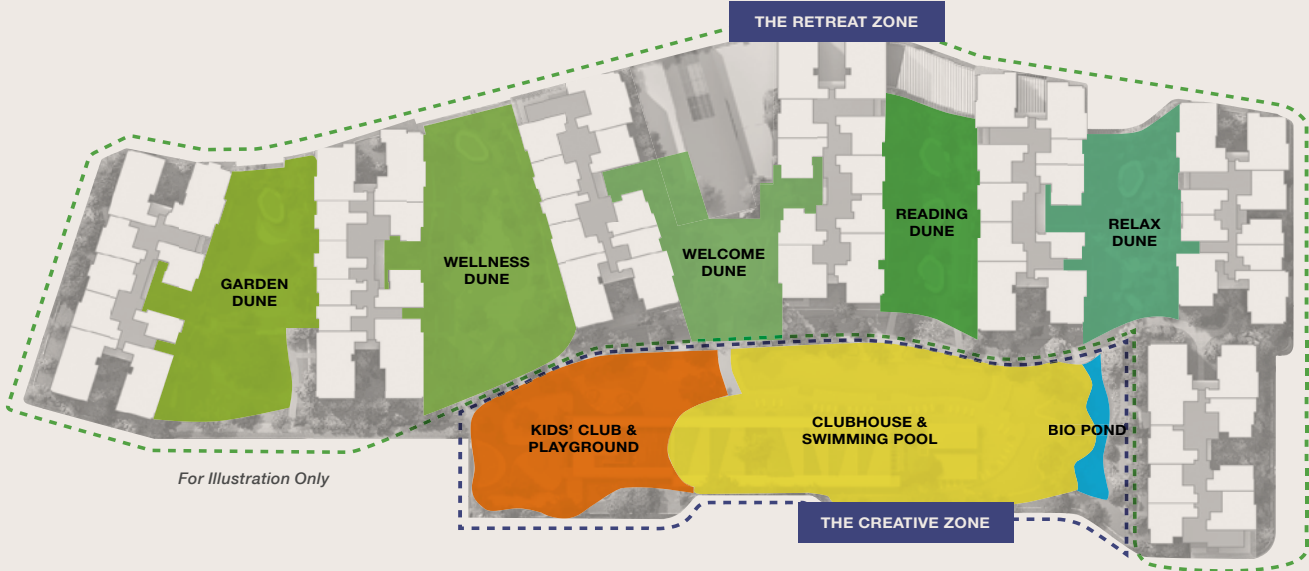 THE RETREAT ZONE
READING
DUNE
RELAX
DUNE
WELCOME
DUNE
WELLNESS
DUNE
GARDEN
DUNE
KIDS' CLUB &
PLAYGROUND
CLUBHOUSE &
SWIMMING POOL
BIO POND
For Illustration Only
THE CREATIVE ZONE